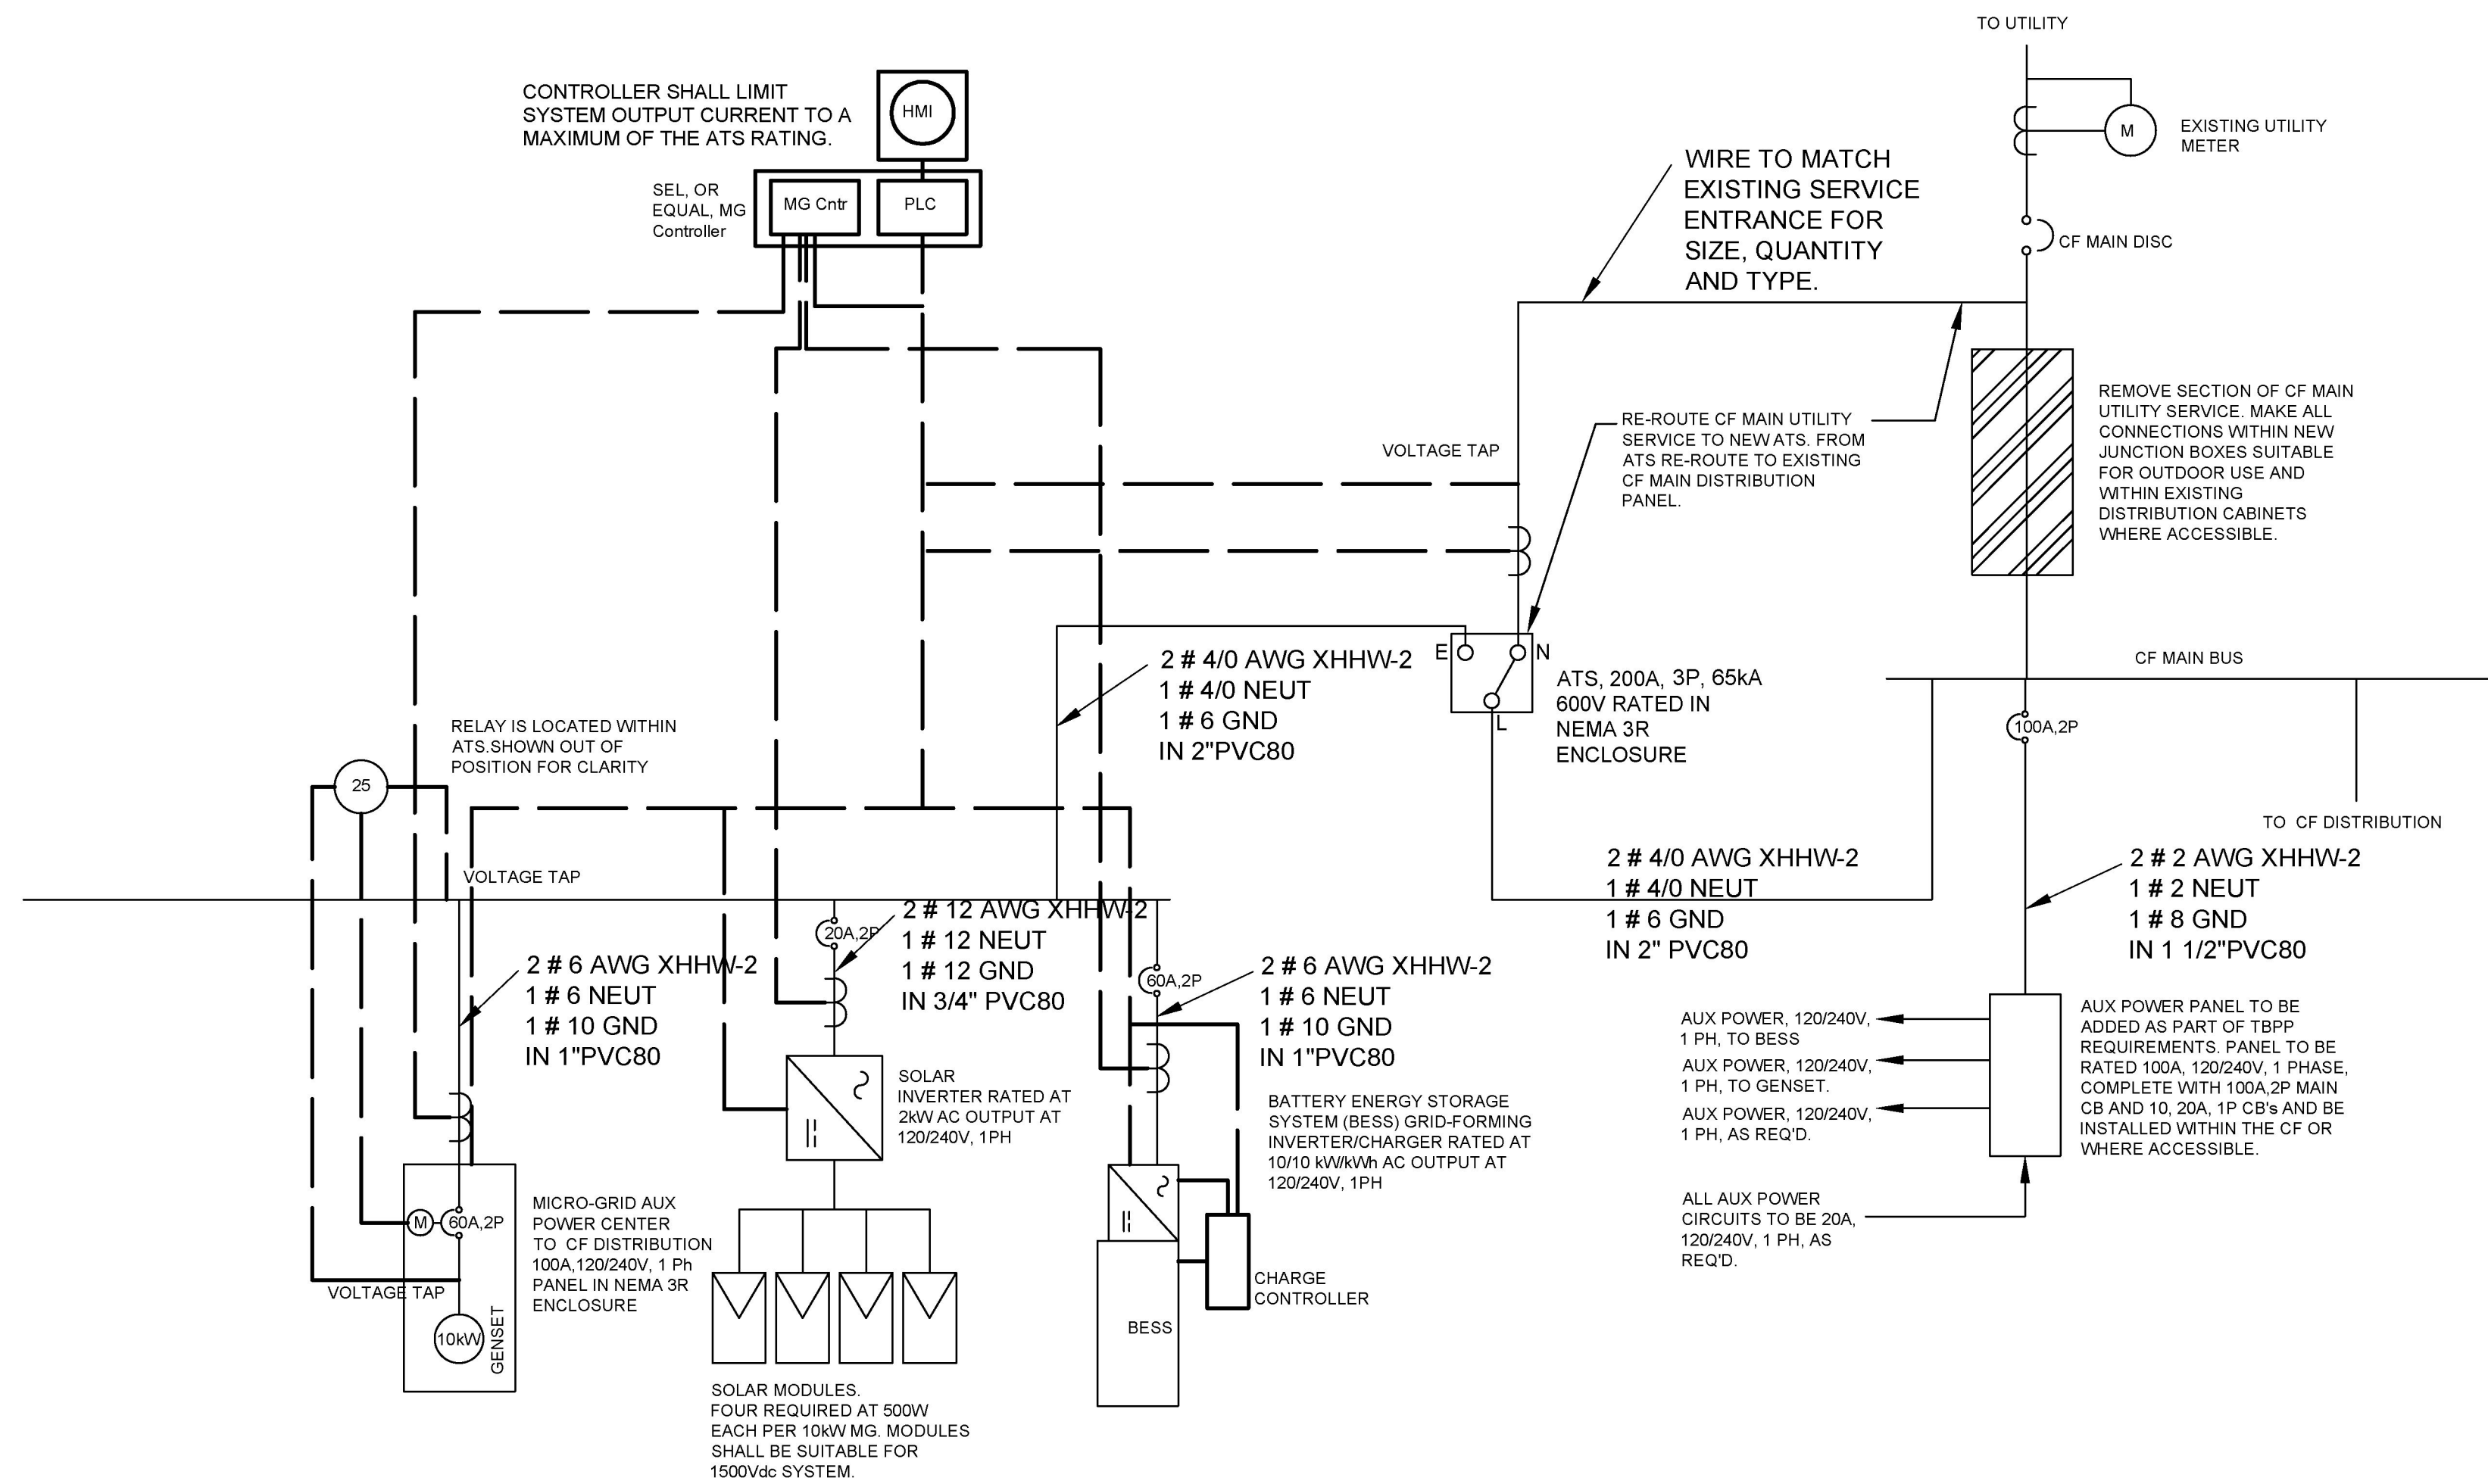 TO UTILITY
CONTROLLER SHALL LIMIT
SYSTEM OUTPUT CURRENT TO A
MAXIMUM OF THE ATS RATING.
HMI
M
EXISTING UTILITY
METER
SEL, OR
EQUAL, MG
Controller
MG Cntr
PLC
WIRE TO MATCH
EXISTING SERVICE
ENTRANCE FOR
SIZE, QUANTITY
AND TYPE.
CF MAIN DISC
REMOVE SECTION OF CF MAIN
UTILITY SERVICE. MAKE ALL
CONNECTIONS WITHIN NEW
JUNCTION BOXES SUITABLE
FOR OUTDOOR USE AND
WITHIN EXISTING
DISTRIBUTION CABINETS
WHERE ACCESSIBLE.
VOLTAGE TAP
RE-ROUTE CF MAIN UTILITY
SERVICE TO NEW ATS. FROM
ATS RE-ROUTE TO EXISTING
CF MAIN DISTRIBUTION
PANEL.
2 # 4/0 AWG XHHW-2
1 # 4/0 NEUT
1 # 6 GND
IN 2"PVC80
E
N
L
ATS, 200A, 3P, 65kA
600V RATED IN
NEMA 3R
ENCLOSURE
CF MAIN BUS
100A,2P
TO  CF DISTRIBUTION
RELAY IS LOCATED WITHIN
ATS.SHOWN OUT OF
POSITION FOR CLARITY
25
VOLTAGE TAP
2 # 4/0 AWG XHHW-2
1 # 4/0 NEUT
1 # 6 GND
IN 2" PVC80
2 # 2 AWG XHHW-2
1 # 2 NEUT
1 # 8 GND
IN 1 1/2"PVC80
2 # 6 AWG XHHW-2
1 # 6 NEUT
1 # 10 GND
IN 1"PVC80
20A,2P
2 # 12 AWG XHHW-2
1 # 12 NEUT
1 # 12 GND
IN 3/4" PVC80
60A,2P
2 # 6 AWG XHHW-2
1 # 6 NEUT
1 # 10 GND
IN 1"PVC80
SOLAR
INVERTER RATED AT
2kW AC OUTPUT AT
120/240V, 1PH
BATTERY ENERGY STORAGE
SYSTEM (BESS) GRID-FORMING
INVERTER/CHARGER RATED AT
10/10 kW/kWh AC OUTPUT AT
120/240V, 1PH
AUX POWER, 120/240V,
1 PH, TO BESS
AUX POWER, 120/240V,
1 PH, TO GENSET.
AUX POWER, 120/240V,
1 PH, AS REQ'D.
AUX POWER PANEL TO BE
ADDED AS PART OF TBPP
REQUIREMENTS. PANEL TO BE
RATED 100A, 120/240V, 1 PHASE,
COMPLETE WITH 100A,2P MAIN
CB AND 10, 20A, 1P CB's AND BE
INSTALLED WITHIN THE CF OR
WHERE ACCESSIBLE.
ALL AUX POWER
CIRCUITS TO BE 20A,
120/240V, 1 PH, AS
REQ'D.
M
60A,2P
VOLTAGE TAP
10kW
GENSET
MICRO-GRID AUX
POWER CENTER
TO  CF DISTRIBUTION
100A,120/240V, 1 Ph
PANEL IN NEMA 3R
ENCLOSURE
BESS
CHARGE
CONTROLLER
SOLAR MODULES.
FOUR REQUIRED AT 500W
EACH PER 10kW MG. MODULES
SHALL BE SUITABLE FOR
1500Vdc SYSTEM.